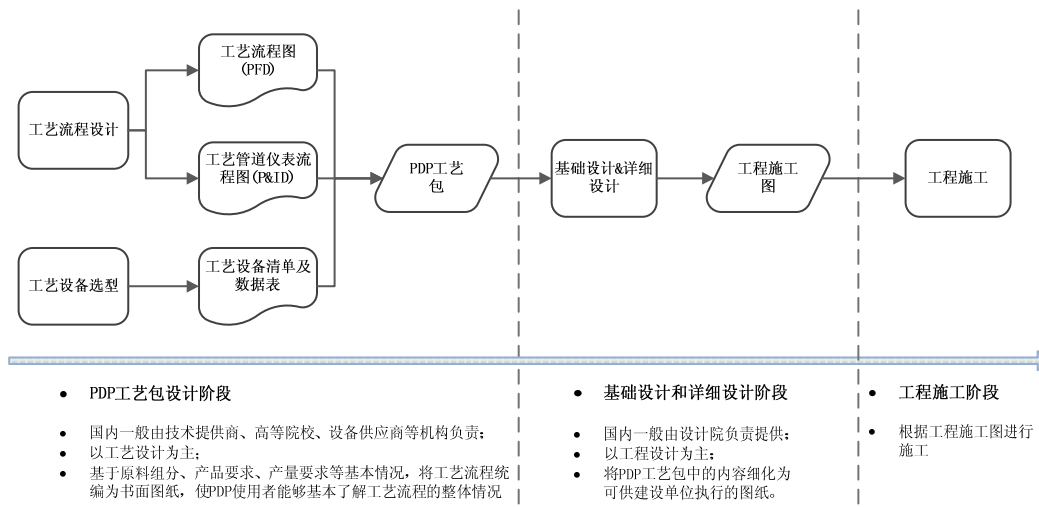 工艺流程图
(PFD)
工艺流程设计
工艺管道仪表流
程图(P&ID)
PDP工艺
包
基础设计&详细
设计
工程施工
图
工程施工
工艺设备选型
工艺设备清单及
数据表
● PDP工艺包设计阶段
● 国内一般由技术提供商、高等院校、设备供应商等机构负责；
● 以工艺设计为主；
● 基于原料组分、产品要求、产量要求等基本情况，将工艺流程统
编为书面图纸，使PDP使用者能够基本了解工艺流程的整体情况
● 基础设计和详细设计阶段
● 国内一般由设计院负责提供；
● 以工程设计为主；
● 将PDP工艺包中的内容细化为
可供建设单位执行的图纸。
● 工程施工阶段
● 根据工程施工图进行
施工